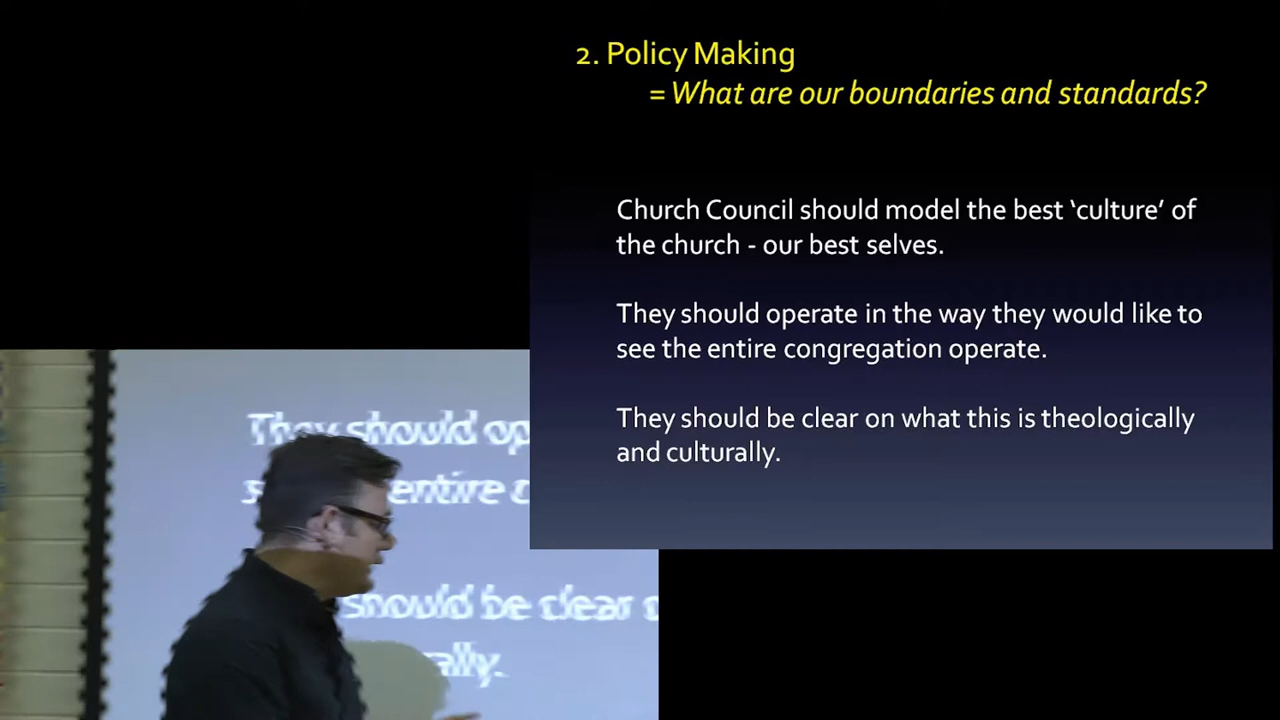 2. Policy Making
= What are our boundaries and standards?
Church Council should model the best ‘culture’ of
the church - our best selves.
They should operate in the way they would like to
see the entire congregation operate.
They should be clear on what this is theologically
and culturally.
They should op
entire
should be clear